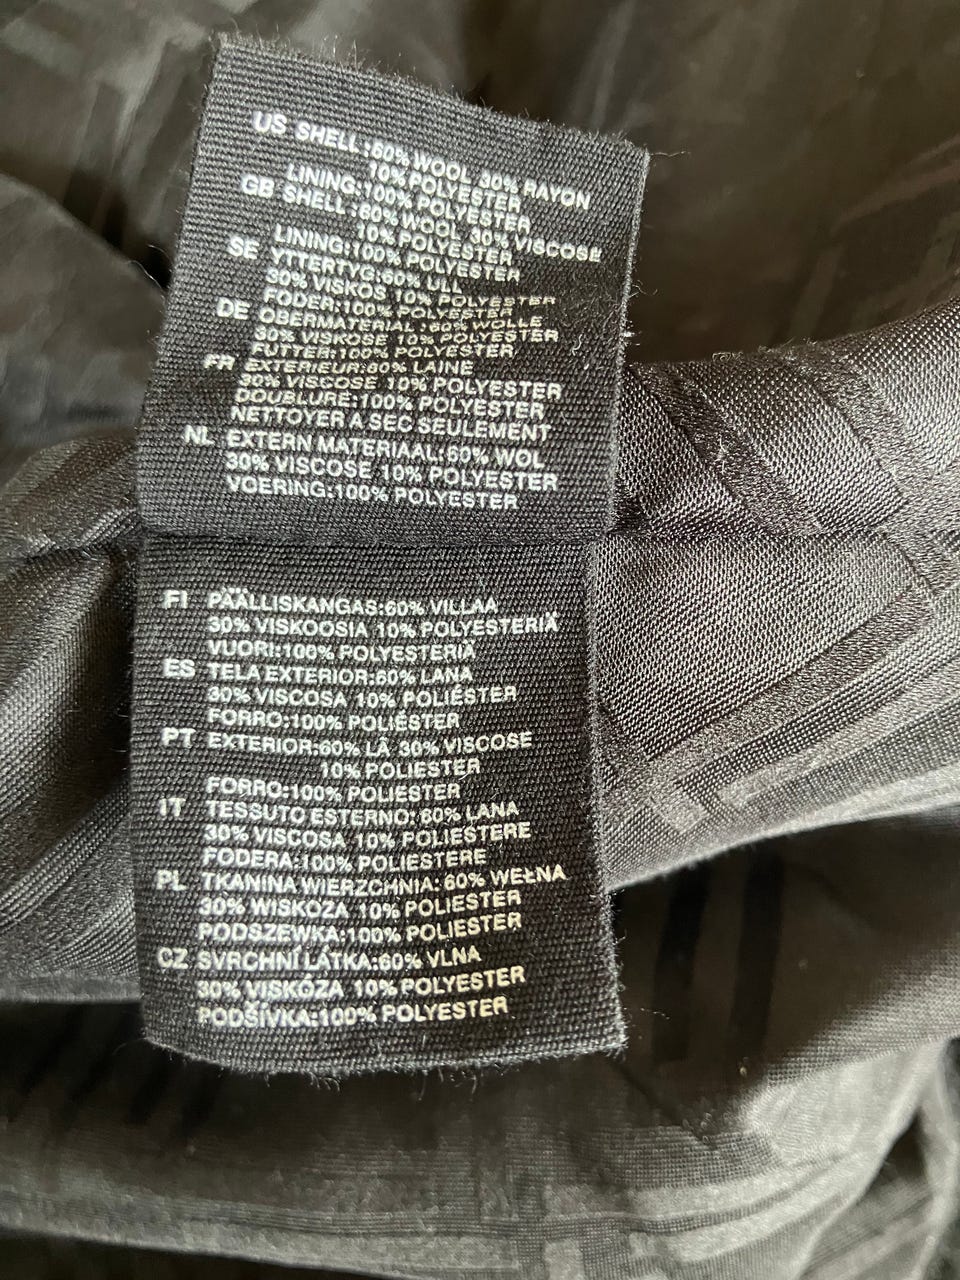 US SHELL:60% WOOL 30% RAYON
10% POLYESTER
LINING:100% POLYESTER
GB SHELL:60% WOOL 30% VISCOSE
10% POLYESTER
LINING:100% POLYESTER
SE YTTERTYG:60% ULL
30% VISKOS 10% POLYESTER
FODER:100% POLYESTER
DE OBERMATERIAL:60% WOLLE
30% VISKOSE 10% POLYESTER
FUTTER:100% POLYESTER
FR EXTERIEUR:60% LAINE
30% VISCOSE 10% POLYESTER
DOUBLURE:100% POLYESTER
NETTOYER A SEC SEULEMENT
NL EXTERN MATERIAAL:60% WOL
30% VISCOSE 10% POLYESTER
VOERING:100% POLYESTER
FI PÄÄLLISKANGAS:60% VILLAA
30% VISKOOSIA 10% POLYESTERIÄ
VUORI:100% POLYESTERIÄ
ES TELA EXTERIOR:60% LANA
30% VISCOSA 10% POLIÉSTER
FORRO:100% POLIÉSTER
PT EXTERIOR:60% LÃ 30% VISCOSE
10% POLIESTER
FORRO:100% POLIESTER
IT TESSUTO ESTERNO: 60% LANA
30% VISCOSA 10% POLIESTERE
FODERA:100% POLIESTERE
PL TKANINA WIERZCHNIA: 60% WEŁNA
30% WISKOZA 10% POLIESTER
PODSZEWKA:100% POLIESTER
CZ SVRCHNÍ LÁTKA:60% VLNA
30% VISKÓZA 10% POLYESTER
PODŠÍVKA:100% POLYESTER